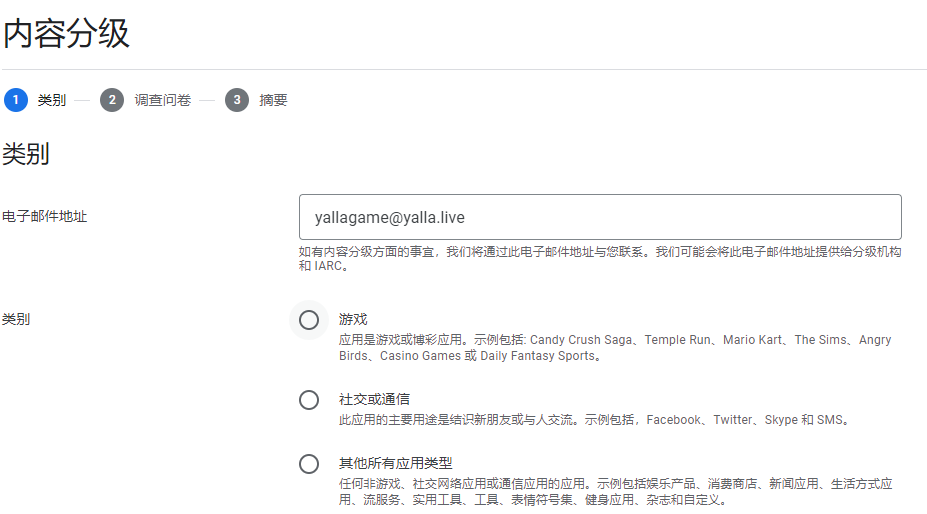 内容分级
1 类别 — 2 调查问卷 — 3 摘要
类别
电子邮件地址
yallagame@yalla.live
如有内容分级方面的事宜，我们将通过此电子邮件地址与您联系。我们可能会将此电子邮件地址提供给分级机构
和 IARC。
类别
游戏
应用是游戏或博彩应用。示例包括: Candy Crush Saga、Temple Run、Mario Kart、The Sims、Angry
Birds、Casino Games 或 Daily Fantasy Sports。
社交或通信
此应用的主要用途是结识新朋友或与人交流。示例包括，Facebook、Twitter、Skype 和 SMS。
其他所有应用类型
任何非游戏、社交网络应用或通信应用的应用。示例包括娱乐产品、消费商店、新闻应用、生活方式应
用、流服务、实用工具、工具、表情符号集、健身应用、杂志和自定义。